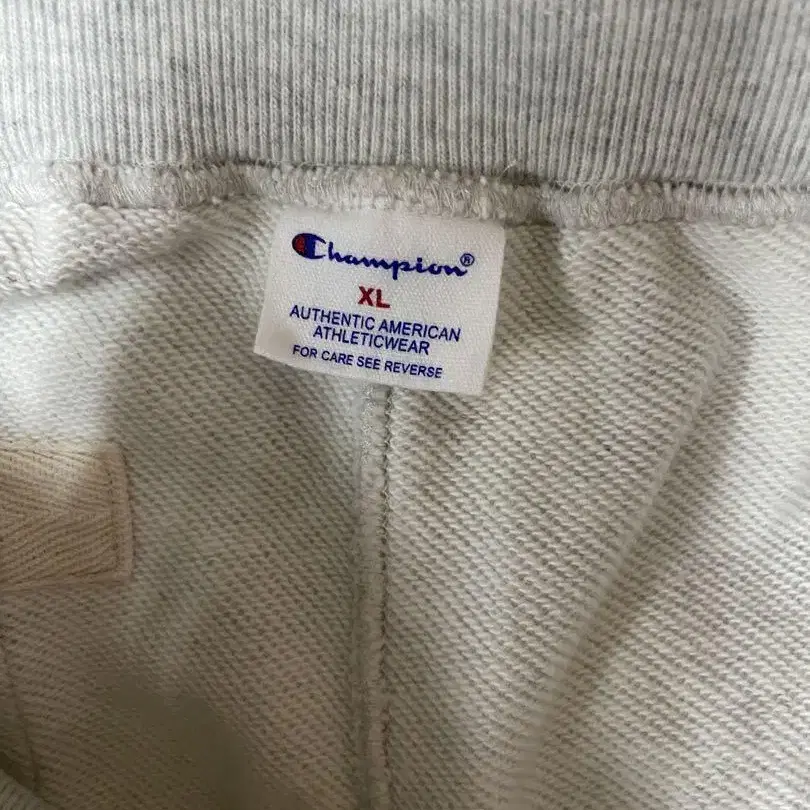 Champion®
XL
AUTHENTIC AMERICAN
ATHLETICWEAR
FOR CARE SEE REVERSE